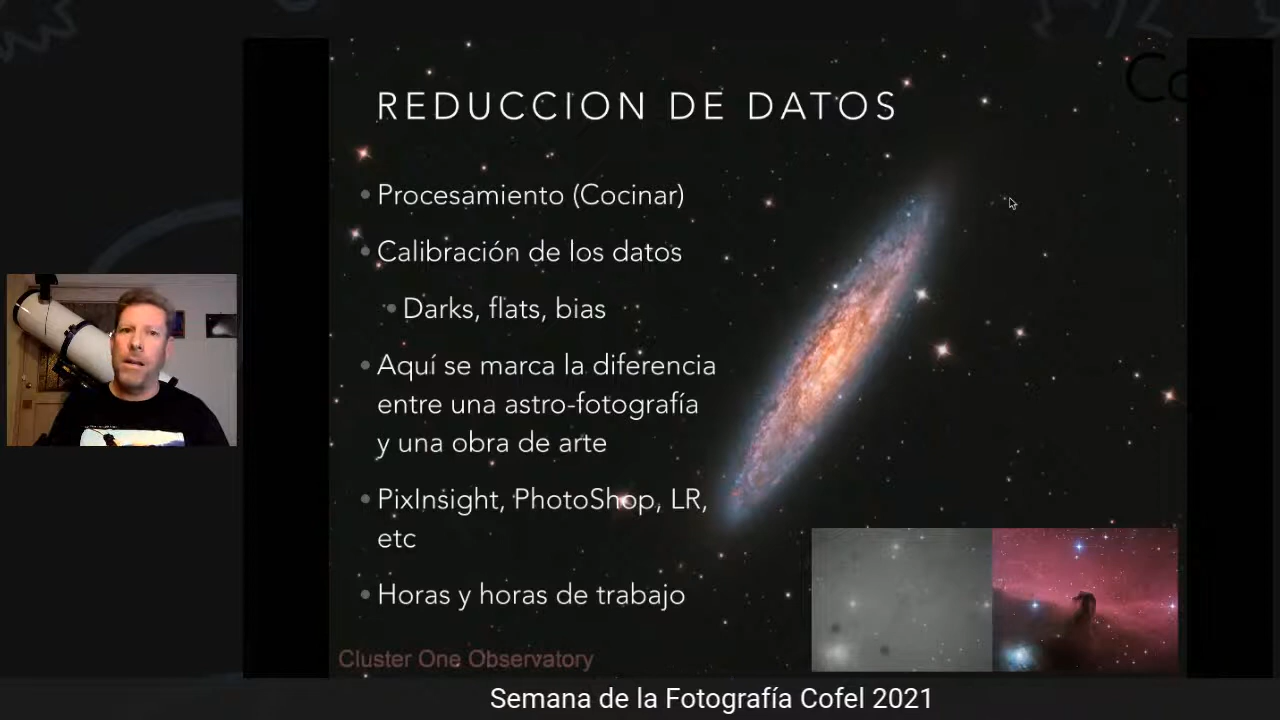 REDUCCION DE DATOS
Procesamiento (Cocinar)
Calibración de los datos
Darks, flats, bias
Aquí se marca la diferencia
entre una astro-fotografía
y una obra de arte
PixInsight, PhotoShop, LR,
etc
Horas y horas de trabajo
Cluster One Observatory
Semana de la Fotografía Cofel 2021